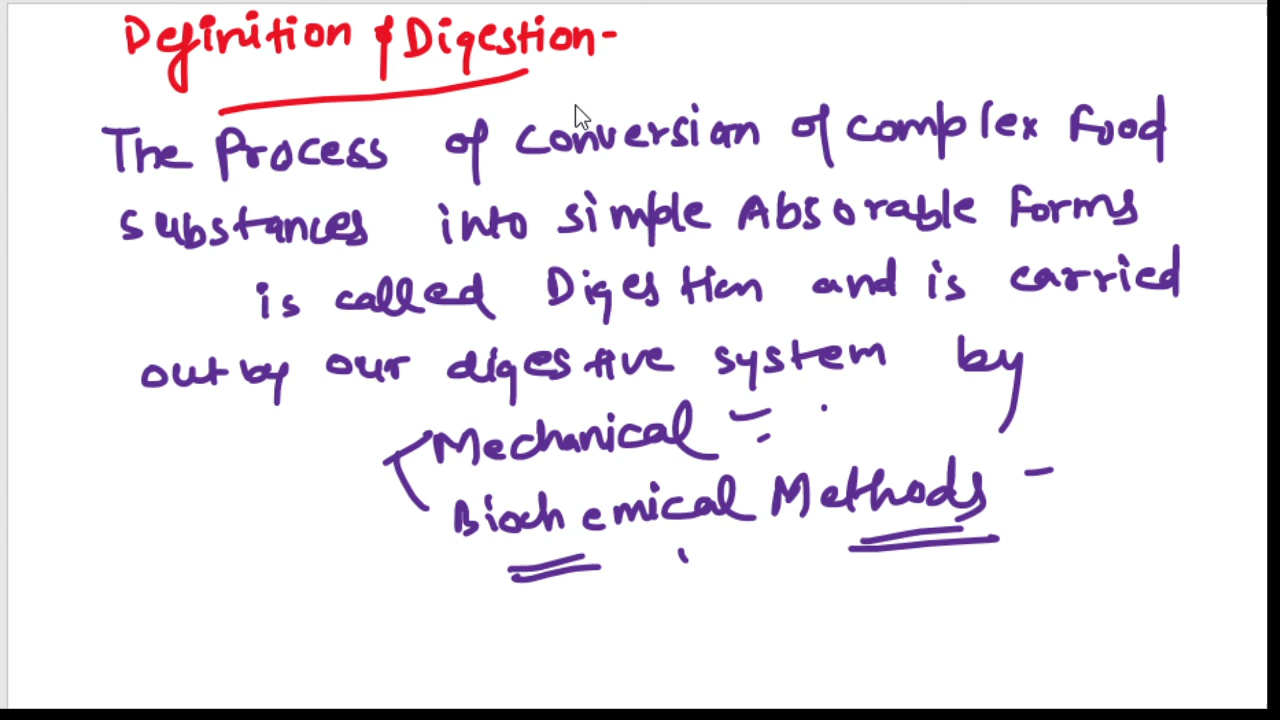 Definition of Digestion-
The Process of conversion of complex food
substances into simple Absorable forms
is called Digestion and is carried
out by our digestive system by
Mechanical
Biochemical Methods -